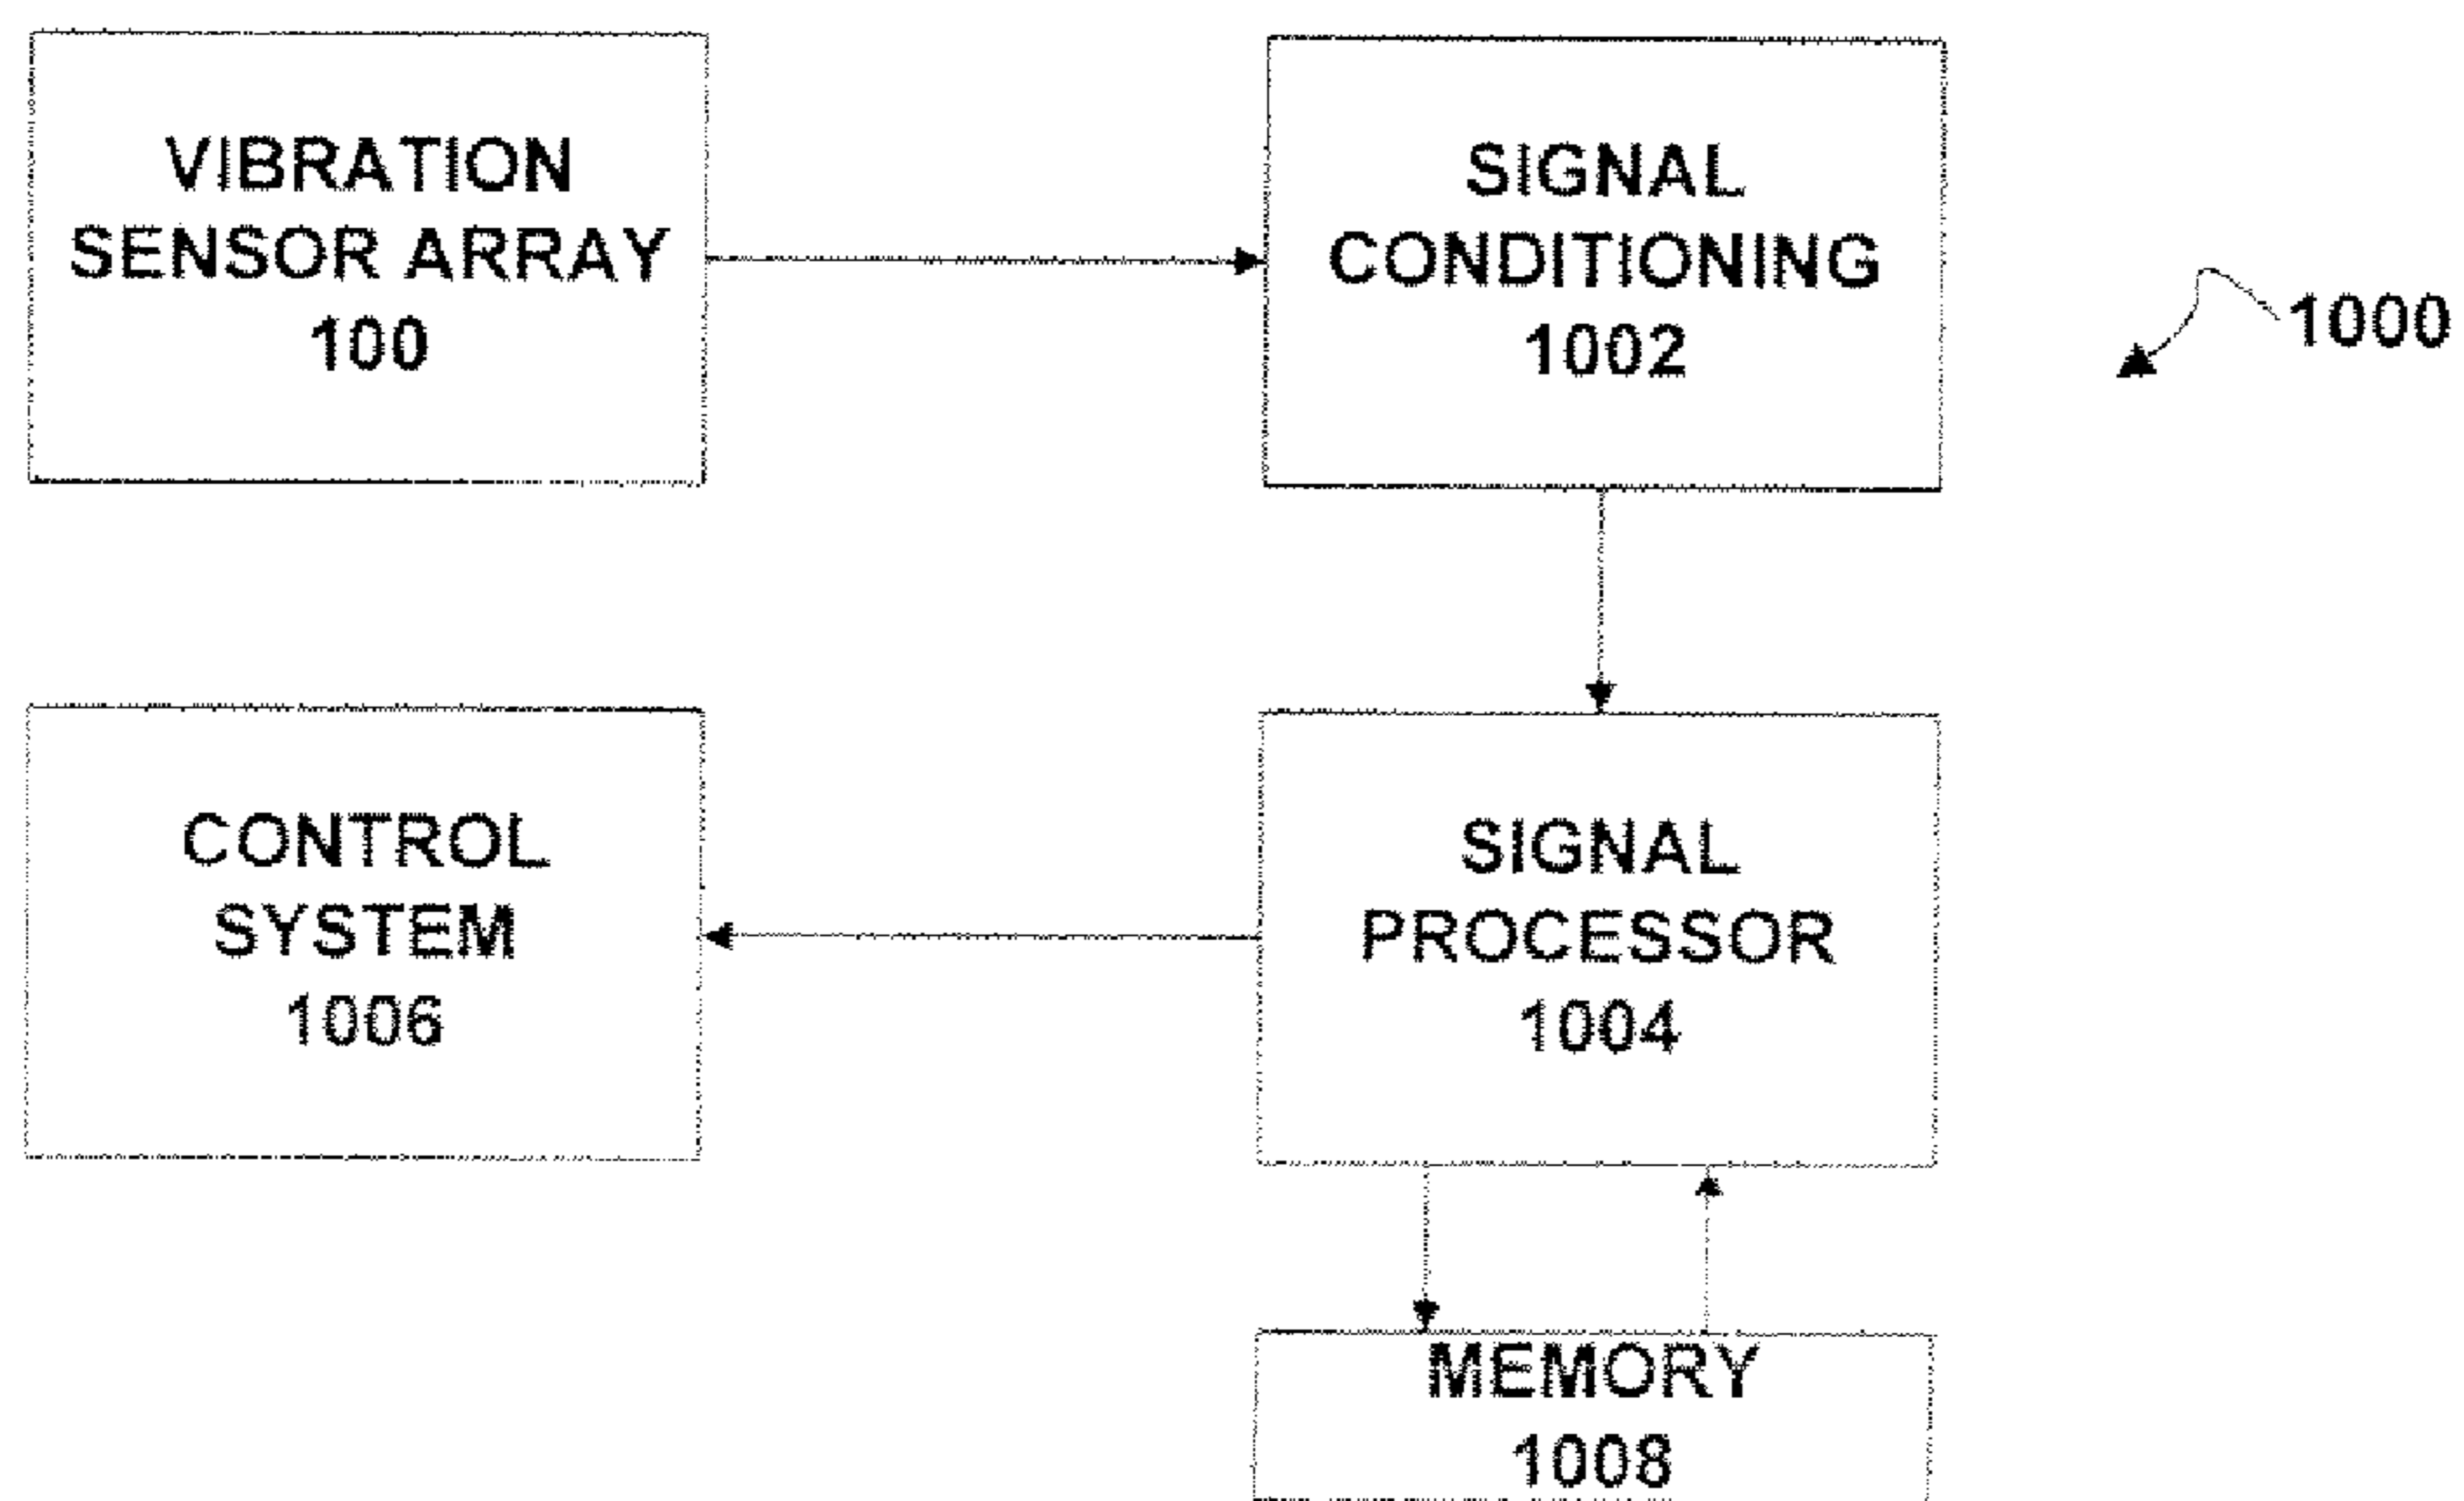 VIBRATION
SENSOR ARRAY
100
SIGNAL
CONDITIONING
1002
1000
CONTROL
SYSTEM
1006
SIGNAL
PROCESSOR
1004
MEMORY
1008